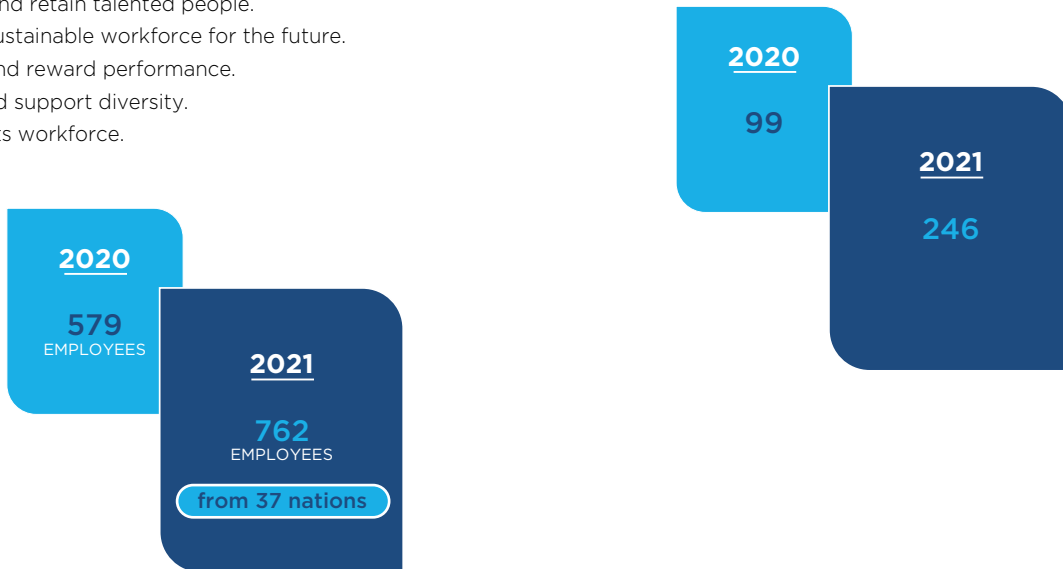 nd retain talented people.
ustainable workforce for the future.
nd reward performance.
d support diversity.
ts workforce.
2020
579
EMPLOYEES
2021
762
EMPLOYEES
from 37 nations
2020
99
2021
246